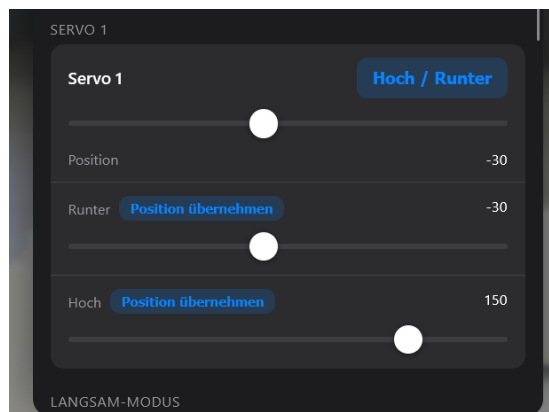 SERVO 1
Servo 1 Hoch / Runter
Position -30
Runter Position übernehmen -30
Hoch Position übernehmen 150
LANGSAM-MODUS